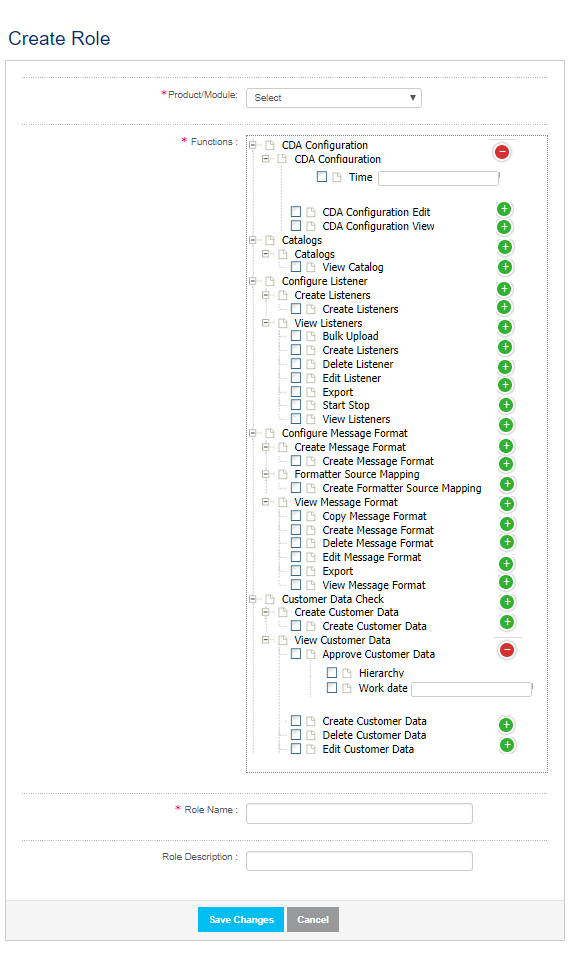 Create Role
*Product/Module: Select
* Functions :
CDA Configuration
CDA Configuration
Time
CDA Configuration Edit
CDA Configuration View
Catalogs
Catalogs
View Catalog
Configure Listener
Create Listeners
Create Listeners
View Listeners
Bulk Upload
Create Listeners
Delete Listener
Edit Listener
Export
Start Stop
View Listeners
Configure Message Format
Create Message Format
Create Message Format
Formatter Source Mapping
Create Formatter Source Mapping
View Message Format
Copy Message Format
Create Message Format
Delete Message Format
Edit Message Format
Export
View Message Format
Customer Data Check
Create Customer Data
Create Customer Data
View Customer Data
Approve Customer Data
Hierarchy
Work date
Create Customer Data
Delete Customer Data
Edit Customer Data
* Role Name :
Role Description :
Save Changes Cancel